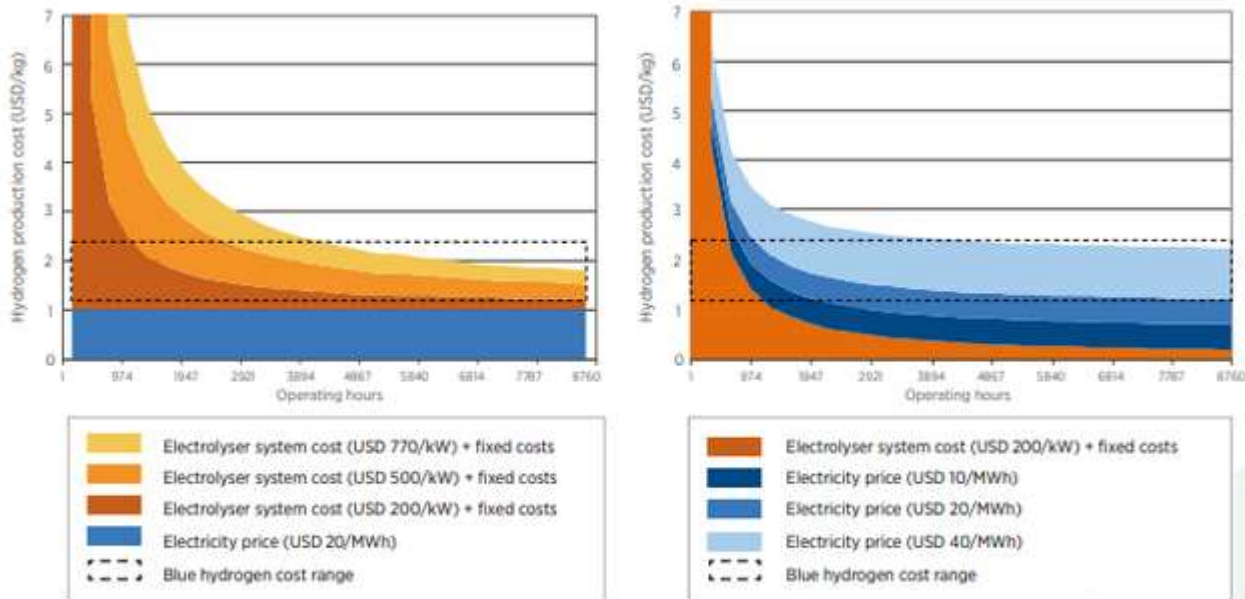 Hydrogen production cost (USD/kg)
7
6
5
4
3
2
1
0
1 974 1947 2921 3894 4867 5840 6814 7787 8760
Operating hours
Electrolyser system cost (USD 770/kW) + fixed costs
Electrolyser system cost (USD 500/kW) + fixed costs
Electrolyser system cost (USD 200/kW) + fixed costs
Electricity price (USD 20/MWh)
Blue hydrogen cost range
Hydrogen production cost (USD/kg)
7
6
5
4
3
2
1
0
1 974 1947 2921 3894 4867 5840 6814 7787 8760
Operating hours
Electrolyser system cost (USD 200/kW) + fixed costs
Electricity price (USD 10/MWh)
Electricity price (USD 20/MWh)
Electricity price (USD 40/MWh)
Blue hydrogen cost range